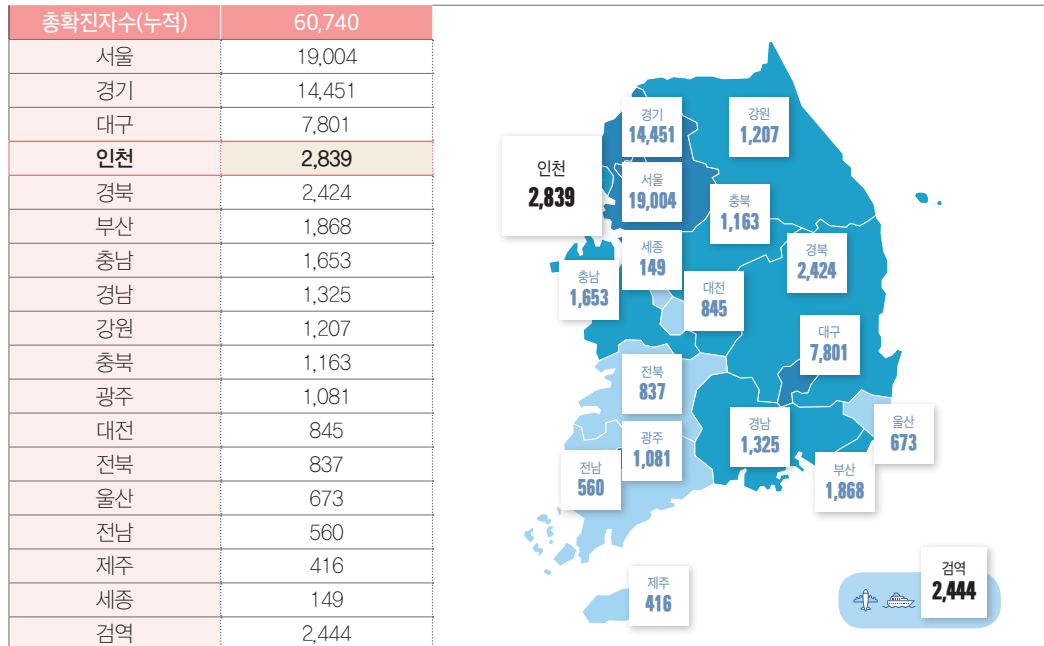 총확진자수(누적) 60,740
서울 19,004
경기 14,451
대구 7,801
인천 2,839
경북 2,424
부산 1,868
충남 1,653
경남 1,325
강원 1,207
충북 1,163
광주 1,081
대전 845
전북 837
울산 673
전남 560
제주 416
세종 149
검역 2,444
경기
14,451
강원
1,207
인천
2,839
서울
19,004
충북
1,163
세종
149
경북
2,424
충남
1,653
대전
845
대구
7,801
전북
837
경남
1,325
울산
673
광주
1,081
전남
560
부산
1,868
제주
416
검역
2,444